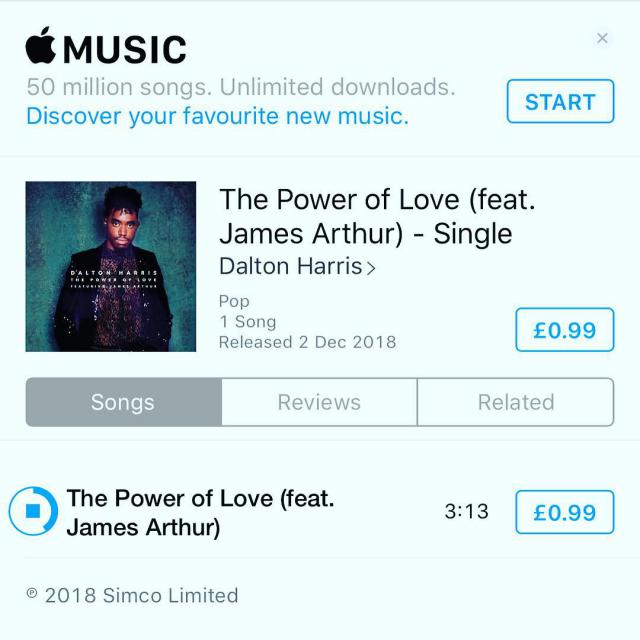 MUSIC
50 million songs. Unlimited downloads.
Discover your favourite new music.
START
The Power of Love (feat.
James Arthur) - Single
Dalton Harris >
Pop
1 Song
Released 2 Dec 2018
£0.99
DALTON HARRIS
THE POWER OF LOVE
FEATURING JAMES ARTHUR
Songs
Reviews
Related
The Power of Love (feat.
James Arthur)
3:13
£0.99
℗ 2018 Simco Limited